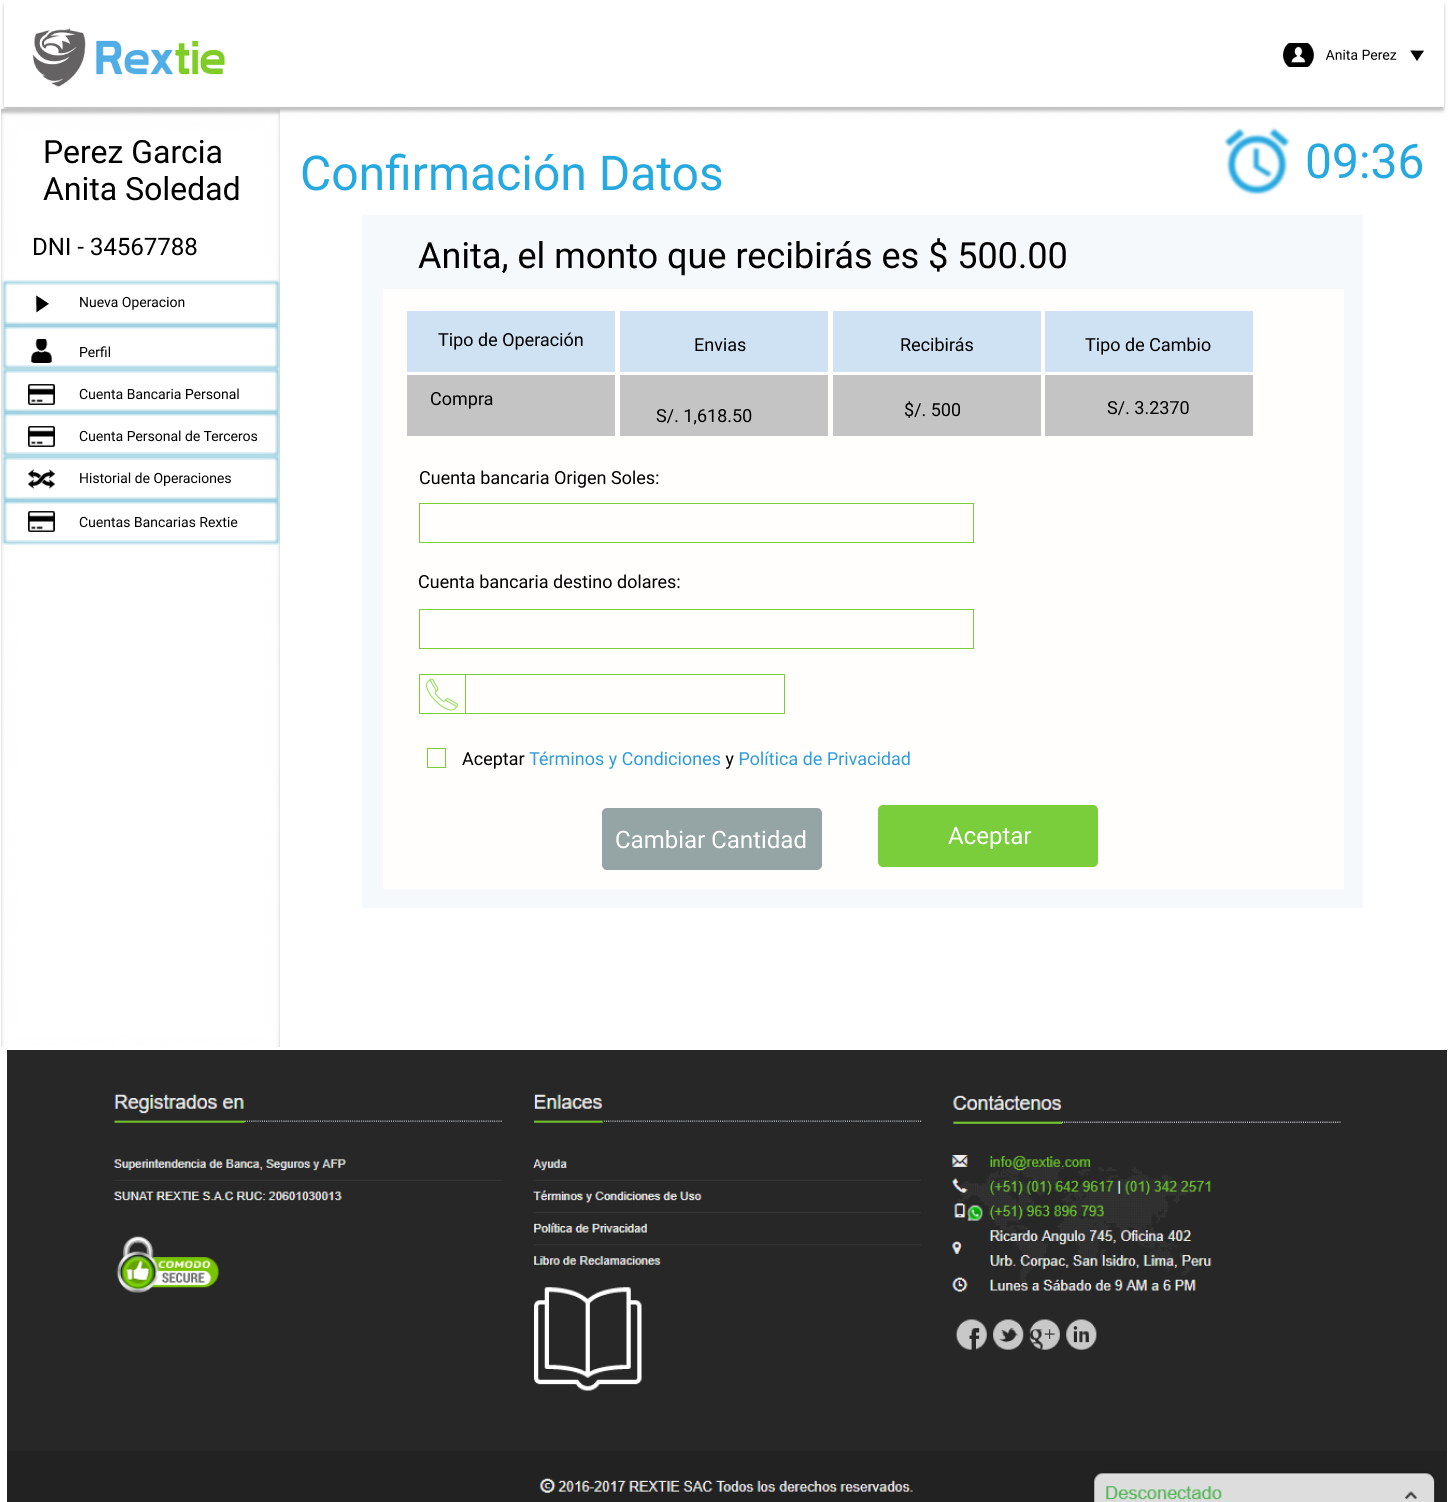 Rextie
Anita Perez
Perez Garcia
Anita Soledad
DNI - 34567788
Nueva Operacion
Perfil
Cuenta Bancaria Personal
Cuenta Personal de Terceros
Historial de Operaciones
Cuentas Bancarias Rextie
Confirmación Datos
09:36
Anita, el monto que recibirás es $ 500.00
Tipo de Operación Envias Recibirás Tipo de Cambio
Compra S/. 1,618.50 $/. 500 S/. 3.2370
Cuenta bancaria Origen Soles:
Cuenta bancaria destino dolares:
Aceptar Términos y Condiciones y Política de Privacidad
Cambiar Cantidad
Aceptar
Registrados en
Superintendencia de Banca, Seguros y AFP
SUNAT REXTIE S.A.C RUC: 20601030013
COMODO
SECURE
Enlaces
Ayuda
Términos y Condiciones de Uso
Política de Privacidad
Libro de Reclamaciones
Contáctenos
info@rextie.com
(+51) (01) 642 9617 | (01) 342 2571
(+51) 963 896 793
Ricardo Angulo 745, Oficina 402
Urb. Corpac, San Isidro, Lima, Peru
Lunes a Sábado de 9 AM a 6 PM
f g+ in
© 2016-2017 REXTIE SAC Todos los derechos reservados.
Desconectado